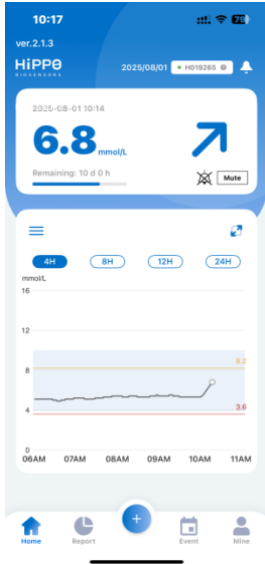 10:17
79
ver.2.1.3
HiPPO
BIOSENSORS
2025/08/01
H019265
2025-08-01 10:14
6.8 mmol/L
Remaining: 10 d 0 h
Mute
4H 8H 12H 24H
mmol/L
16
12
8
8.2
4
3.6
0
06AM 07AM 08AM 09AM 10AM 11AM
Home Report + Event Mine